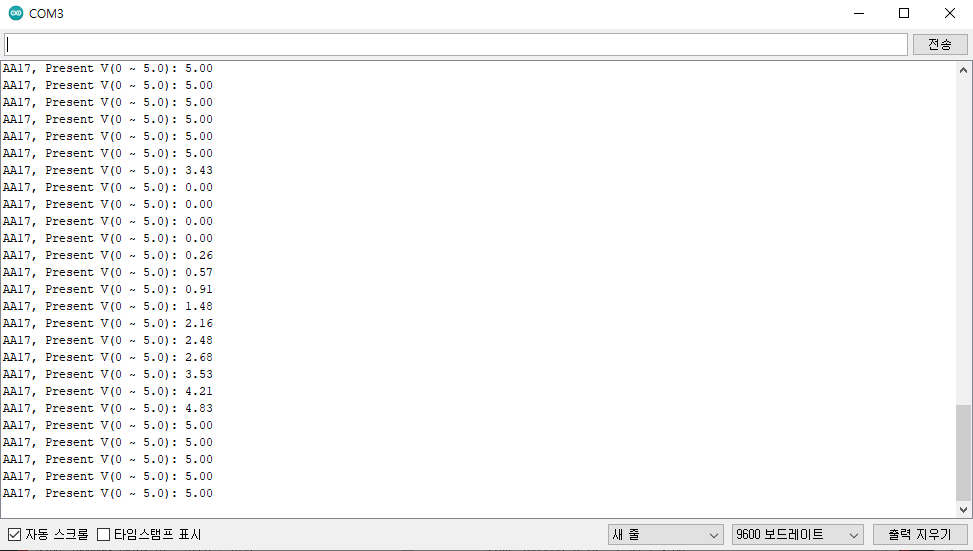 COM3
전송
AA17, Present V(0 ~ 5.0): 5.00
AA17, Present V(0 ~ 5.0): 5.00
AA17, Present V(0 ~ 5.0): 5.00
AA17, Present V(0 ~ 5.0): 5.00
AA17, Present V(0 ~ 5.0): 5.00
AA17, Present V(0 ~ 5.0): 5.00
AA17, Present V(0 ~ 5.0): 3.43
AA17, Present V(0 ~ 5.0): 0.00
AA17, Present V(0 ~ 5.0): 0.00
AA17, Present V(0 ~ 5.0): 0.00
AA17, Present V(0 ~ 5.0): 0.00
AA17, Present V(0 ~ 5.0): 0.26
AA17, Present V(0 ~ 5.0): 0.57
AA17, Present V(0 ~ 5.0): 0.91
AA17, Present V(0 ~ 5.0): 1.48
AA17, Present V(0 ~ 5.0): 2.16
AA17, Present V(0 ~ 5.0): 2.48
AA17, Present V(0 ~ 5.0): 2.68
AA17, Present V(0 ~ 5.0): 3.53
AA17, Present V(0 ~ 5.0): 4.21
AA17, Present V(0 ~ 5.0): 4.83
AA17, Present V(0 ~ 5.0): 5.00
AA17, Present V(0 ~ 5.0): 5.00
AA17, Present V(0 ~ 5.0): 5.00
AA17, Present V(0 ~ 5.0): 5.00
AA17, Present V(0 ~ 5.0): 5.00
자동 스크롤 타임스탬프 표시 새 줄 9600 보드레이트 출력 지우기